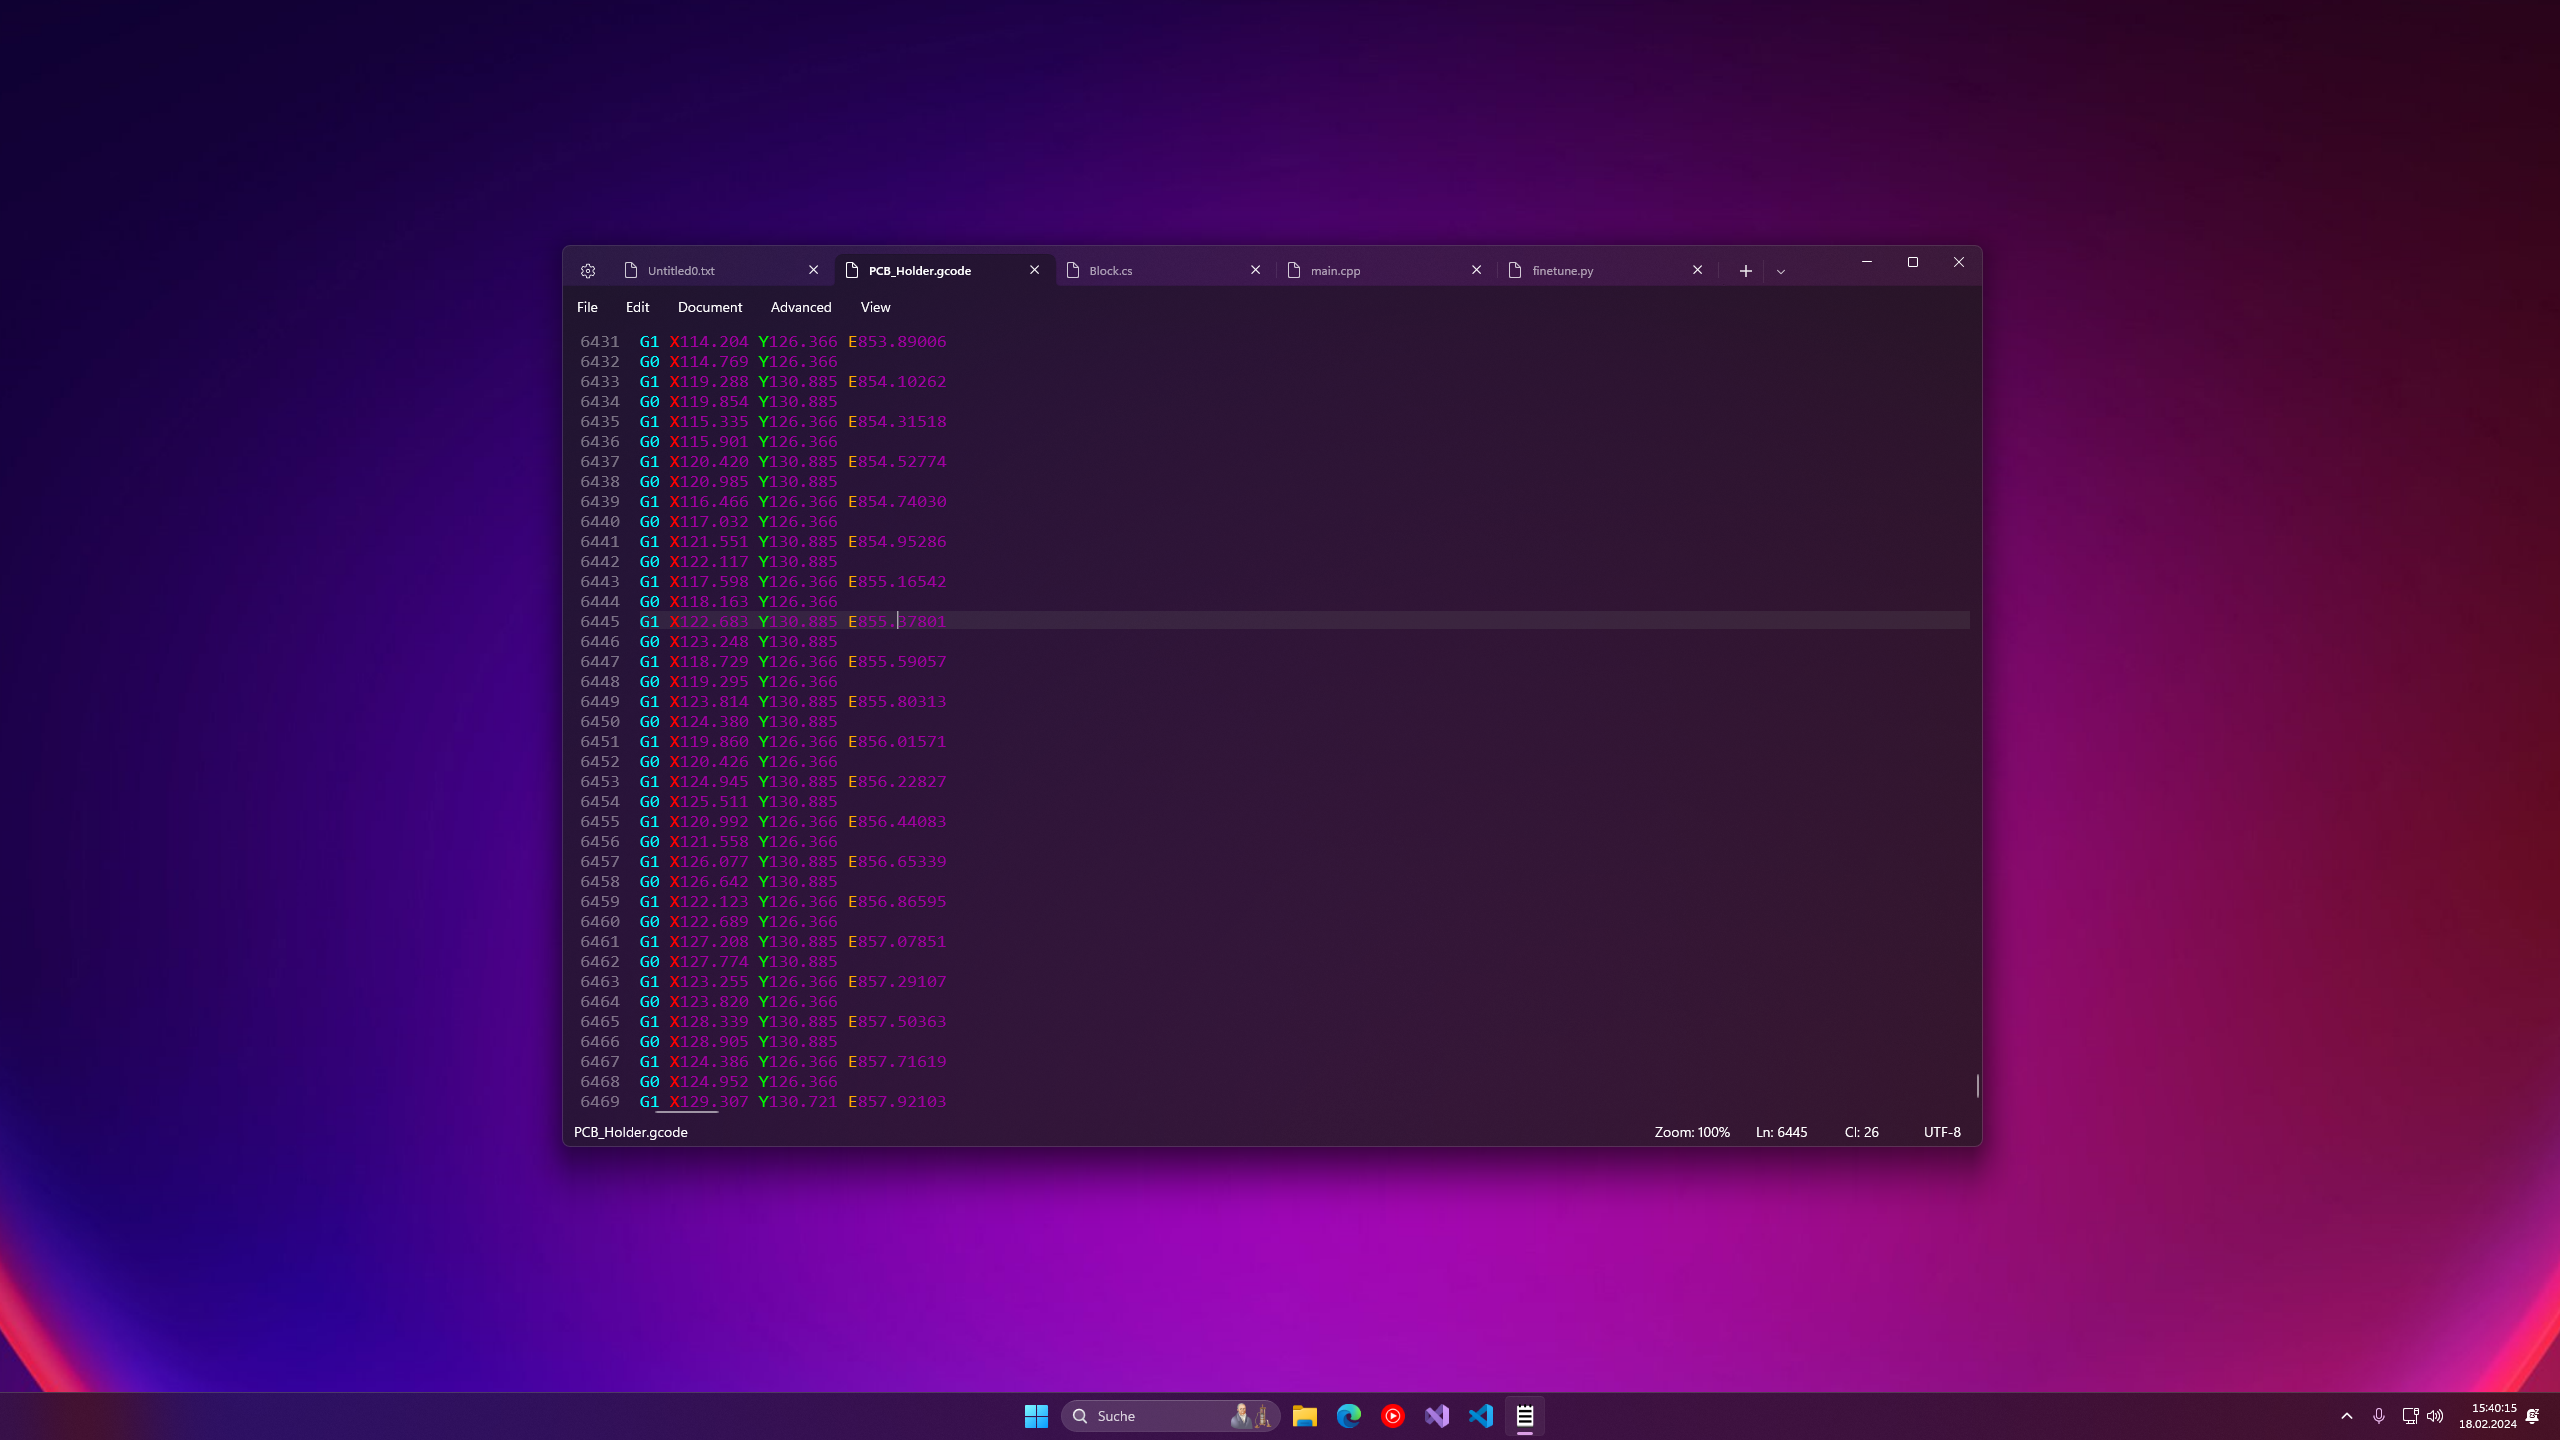 Untitled0.txt PCB_Holder.gcode Block.cs main.cpp finetune.py
File Edit Document Advanced View
6431 G1 X114.204 Y126.366 E853.89006
6432 G0 X114.769 Y126.366
6433 G1 X119.288 Y130.885 E854.10262
6434 G0 X119.854 Y130.885
6435 G1 X115.335 Y126.366 E854.31518
6436 G0 X115.901 Y126.366
6437 G1 X120.420 Y130.885 E854.52774
6438 G0 X120.985 Y130.885
6439 G1 X116.466 Y126.366 E854.74030
6440 G0 X117.032 Y126.366
6441 G1 X121.551 Y130.885 E854.95286
6442 G0 X122.117 Y130.885
6443 G1 X117.598 Y126.366 E855.16542
6444 G0 X118.163 Y126.366
6445 G1 X122.683 Y130.885 E855.37801
6446 G0 X123.248 Y130.885
6447 G1 X118.729 Y126.366 E855.59057
6448 G0 X119.295 Y126.366
6449 G1 X123.814 Y130.885 E855.80313
6450 G0 X124.380 Y130.885
6451 G1 X119.860 Y126.366 E856.01571
6452 G0 X120.426 Y126.366
6453 G1 X124.945 Y130.885 E856.22827
6454 G0 X125.511 Y130.885
6455 G1 X120.992 Y126.366 E856.44083
6456 G0 X121.558 Y126.366
6457 G1 X126.077 Y130.885 E856.65339
6458 G0 X126.642 Y130.885
6459 G1 X122.123 Y126.366 E856.86595
6460 G0 X122.689 Y126.366
6461 G1 X127.208 Y130.885 E857.07851
6462 G0 X127.774 Y130.885
6463 G1 X123.255 Y126.366 E857.29107
6464 G0 X123.820 Y126.366
6465 G1 X128.339 Y130.885 E857.50363
6466 G0 X128.905 Y130.885
6467 G1 X124.386 Y126.366 E857.71619
6468 G0 X124.952 Y126.366
6469 G1 X129.307 Y130.721 E857.92103
PCB_Holder.gcode Zoom: 100% Ln: 6445 Cl: 26 UTF-8
Suche
15:40:15
18.02.2024